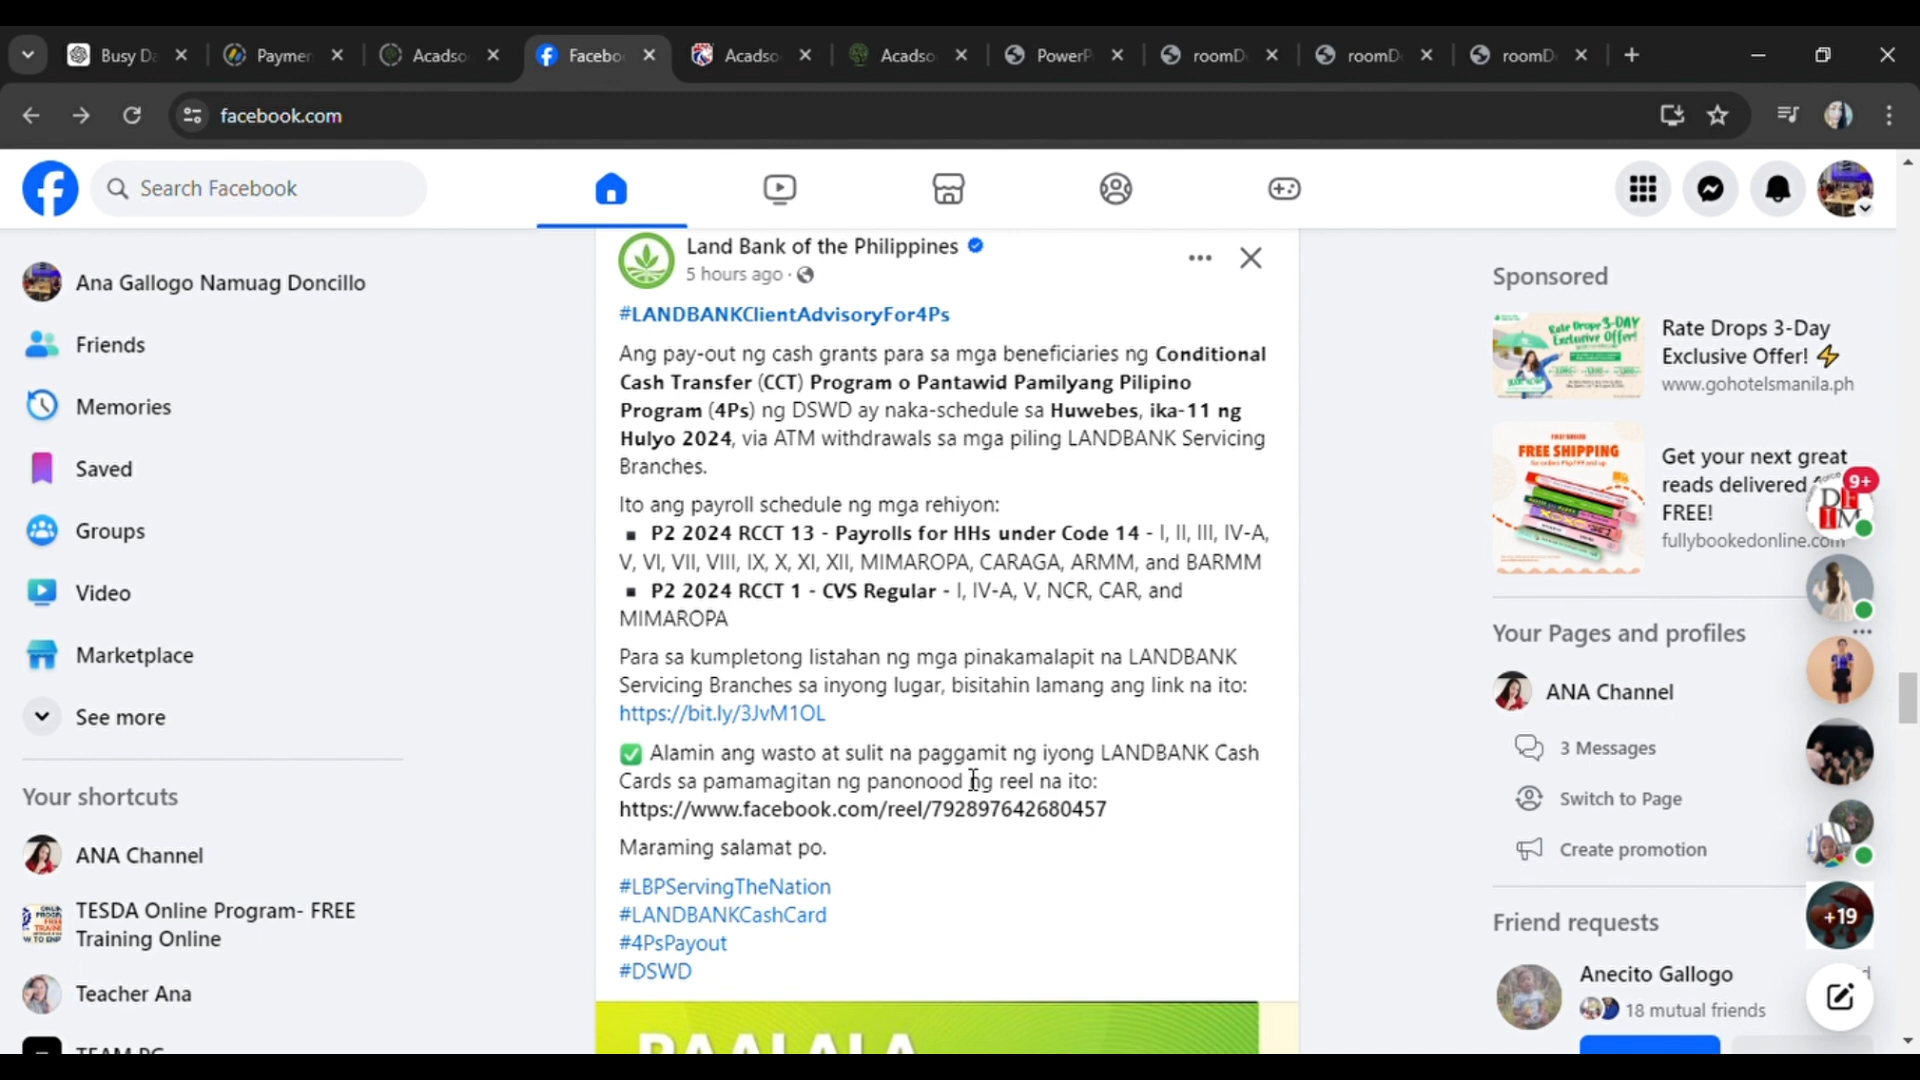 Busy Da
Paymen
Acadso
Facebo
Acadso
Acadso
PowerP
roomD
roomD
roomD
facebook.com
Search Facebook
Ana Gallogo Namuag Doncillo
Friends
Memories
Saved
Groups
Video
Marketplace
See more
Your shortcuts
ANA Channel
TESDA Online Program- FREE
Training Online
Teacher Ana
Land Bank of the Philippines
5 hours ago ·
#LANDBANKClientAdvisoryFor4Ps
Ang pay-out ng cash grants para sa mga beneficiaries ng Conditional
Cash Transfer (CCT) Program o Pantawid Pamilyang Pilipino
Program (4Ps) ng DSWD ay naka-schedule sa Huwebes, ika-11 ng
Hulyo 2024, via ATM withdrawals sa mga piling LANDBANK Servicing
Branches.
Ito ang payroll schedule ng mga rehiyon:
▪ P2 2024 RCCT 13 - Payrolls for HHs under Code 14 - I, II, III, IV-A,
V, VI, VII, VIII, IX, X, XI, XII, MIMAROPA, CARAGA, ARMM, and BARMM
▪ P2 2024 RCCT 1 - CVS Regular - I, IV-A, V, NCR, CAR, and
MIMAROPA
Para sa kumpletong listahan ng mga pinakamalapit na LANDBANK
Servicing Branches sa inyong lugar, bisitahin lamang ang link na ito:
https://bit.ly/3JvM1OL
✅ Alamin ang wasto at sulit na paggamit ng iyong LANDBANK Cash
Cards sa pamamagitan ng panonood ng reel na ito:
https://www.facebook.com/reel/792897642680457
Maraming salamat po.
#LBPServingTheNation
#LANDBANKCashCard
#4PsPayout
#DSWD
PAALALA
Sponsored
Rate Drops 3-DAY
Exclusive Offer!
Rate Drops 3-Day
Exclusive Offer! ⚡
www.gohotelsmanila.ph
FREE SHIPPING
Get your next great
reads delivered
FREE!
fullybookedonline.com
9+
Your Pages and profiles
ANA Channel
3 Messages
Switch to Page
Create promotion
+19
Friend requests
Anecito Gallogo
18 mutual friends